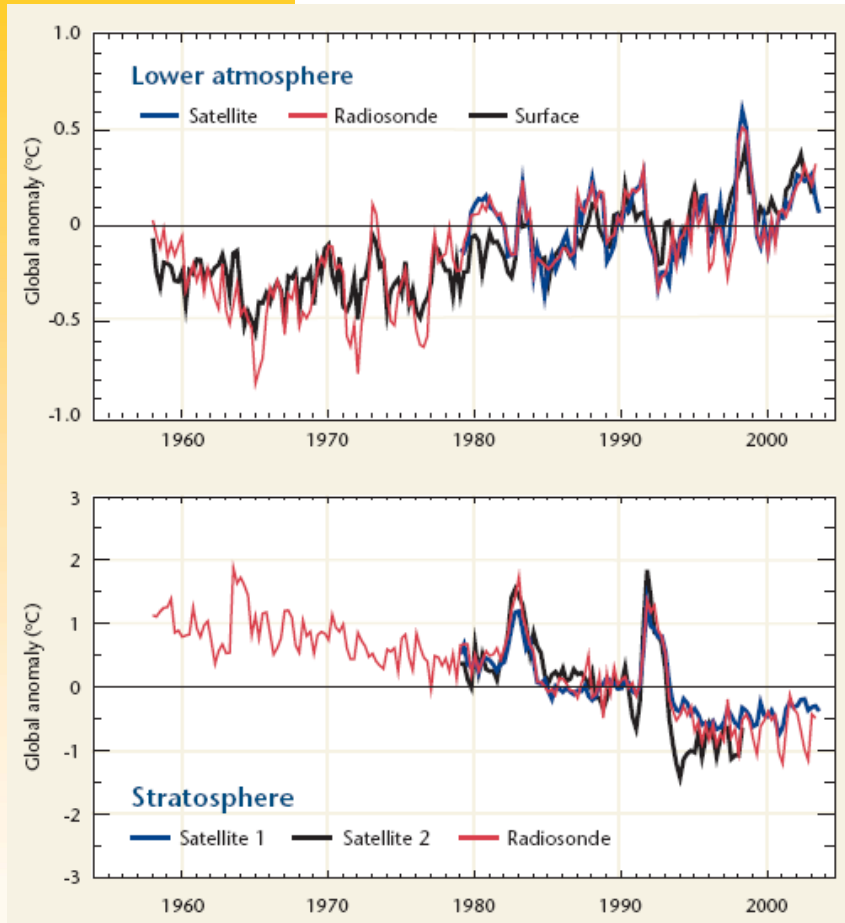 Lower atmosphere
Satellite Radiosonde Surface
Global anomaly (°C)
1.0
0.5
0
-0.5
-1.0
1960 1970 1980 1990 2000
3
2
1
0
-1
-2
-3
Global anomaly (°C)
Stratosphere
Satellite 1 Satellite 2 Radiosonde
1960 1970 1980 1990 2000